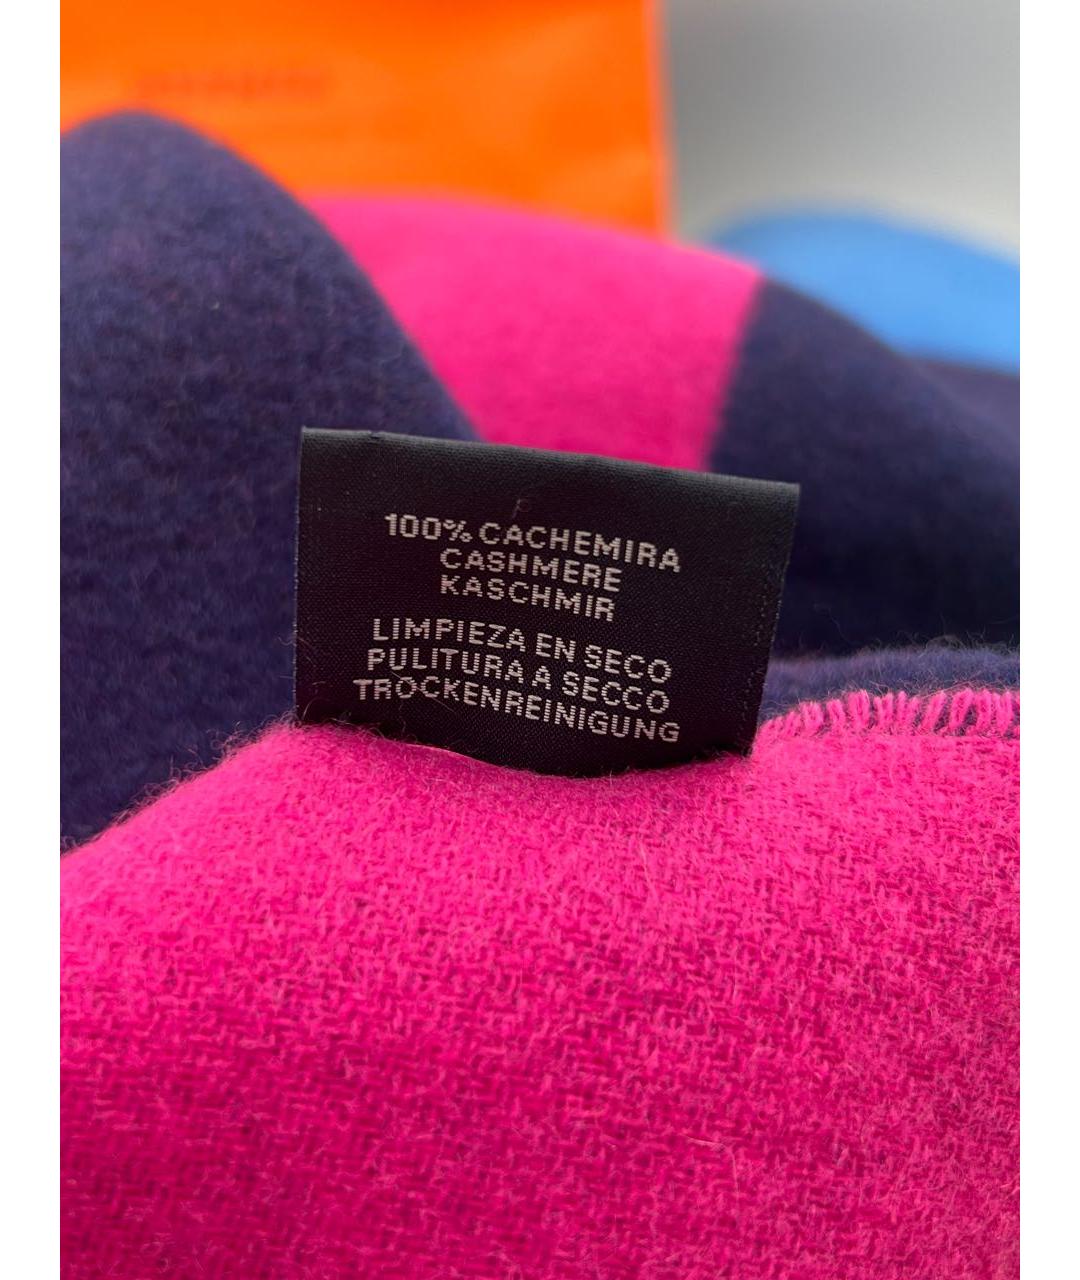 100% CACHEMIRA
CASHMERE
KASCHMIR
LIMPIEZA EN SECO
PULITURA A SECCO
TROCKENREINIGUNG